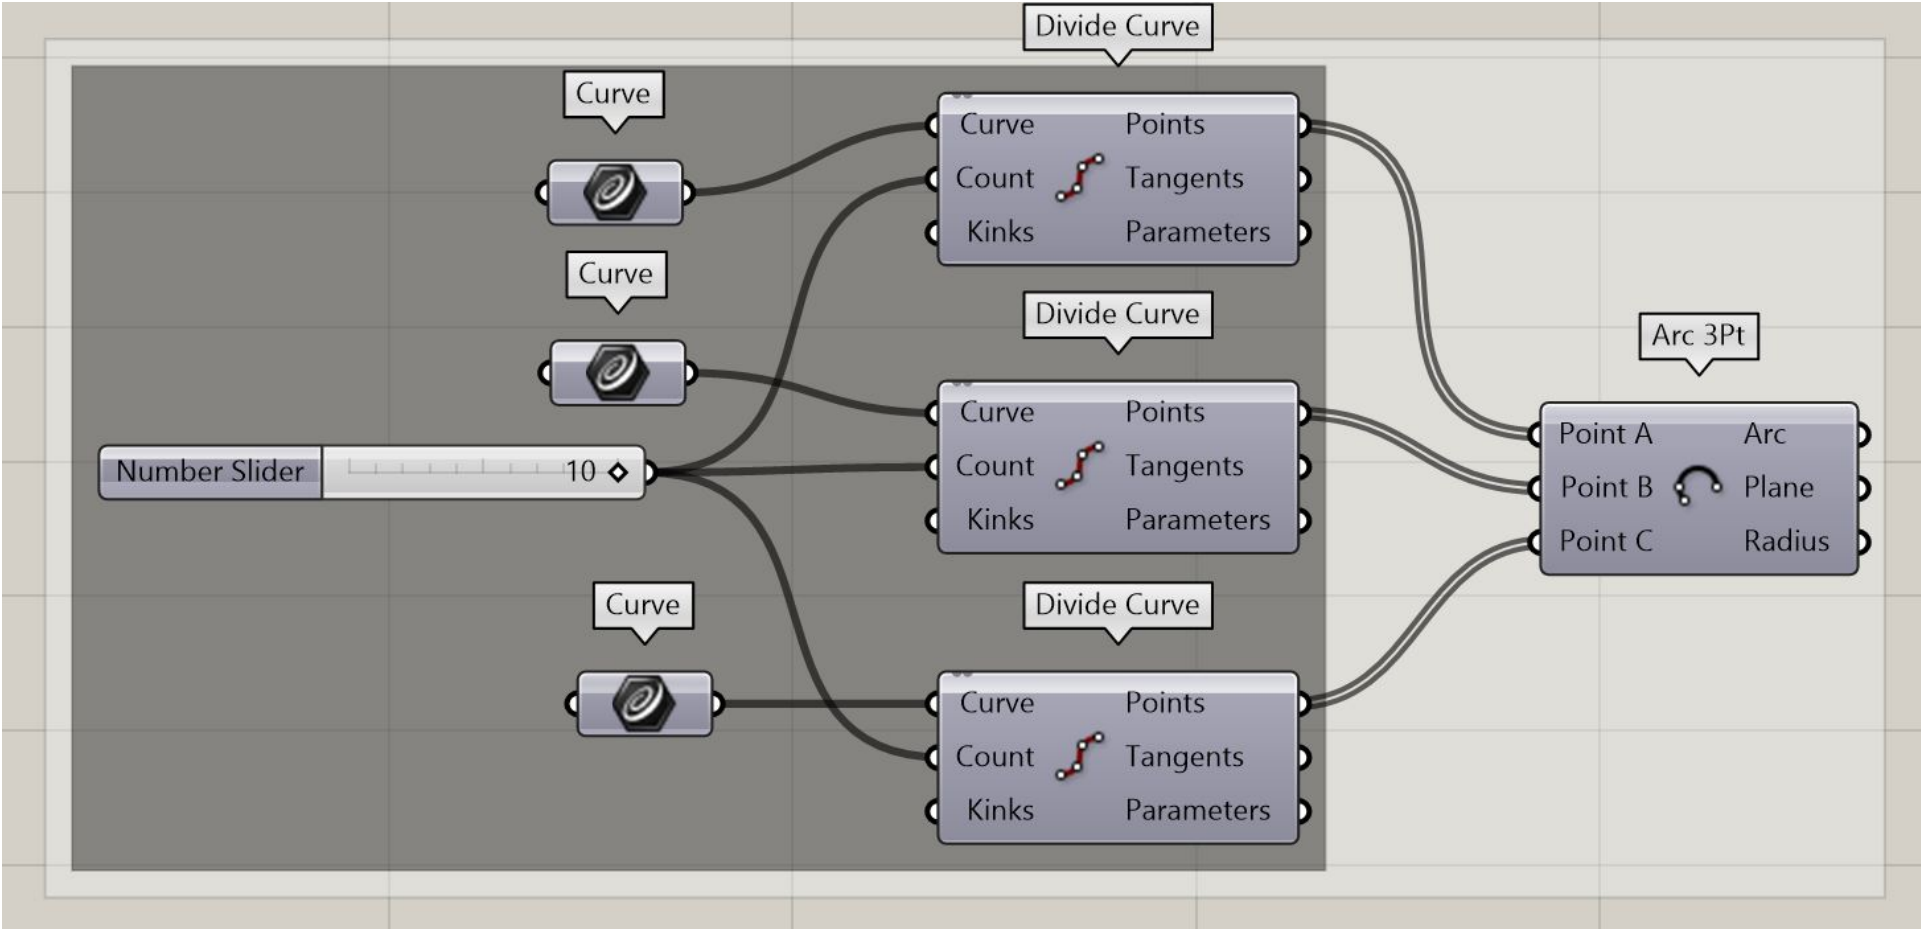 Divide Curve
Curve
Curve Points
Count Tangents
Kinks Parameters
Curve
Divide Curve
Arc 3Pt
Curve Points
Count Tangents
Kinks Parameters
Number Slider 10
Point A Arc
Point B Plane
Point C Radius
Curve
Divide Curve
Curve Points
Count Tangents
Kinks Parameters